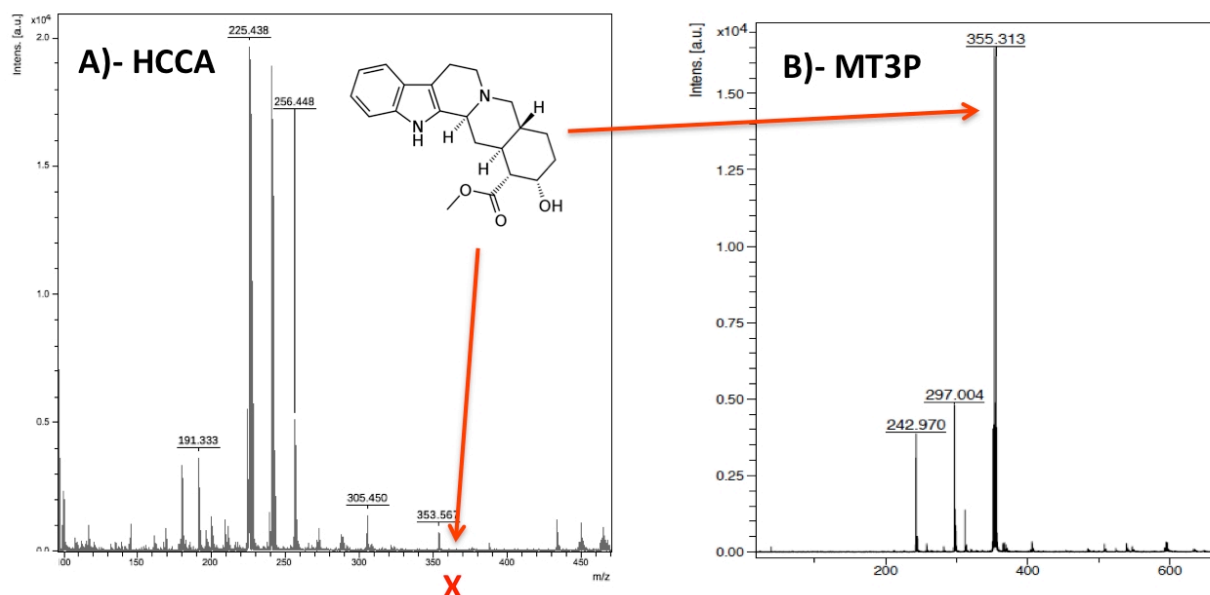 x10⁶
Intens. [a.u.]
A)- HCCA
225.438
256.448
191.333
305.450
353.567
2.0
1.5
1.0
0.5
0.0
00
150
200
250
300
350
400
450
m/z
X
N
N
H
H
H
H
O
O
OH
B)- MT3P
x10⁴
Intens. [a.u.]
355.313
297.004
242.970
1.50
1.25
1.00
0.75
0.50
0.25
0.00
200
400
600